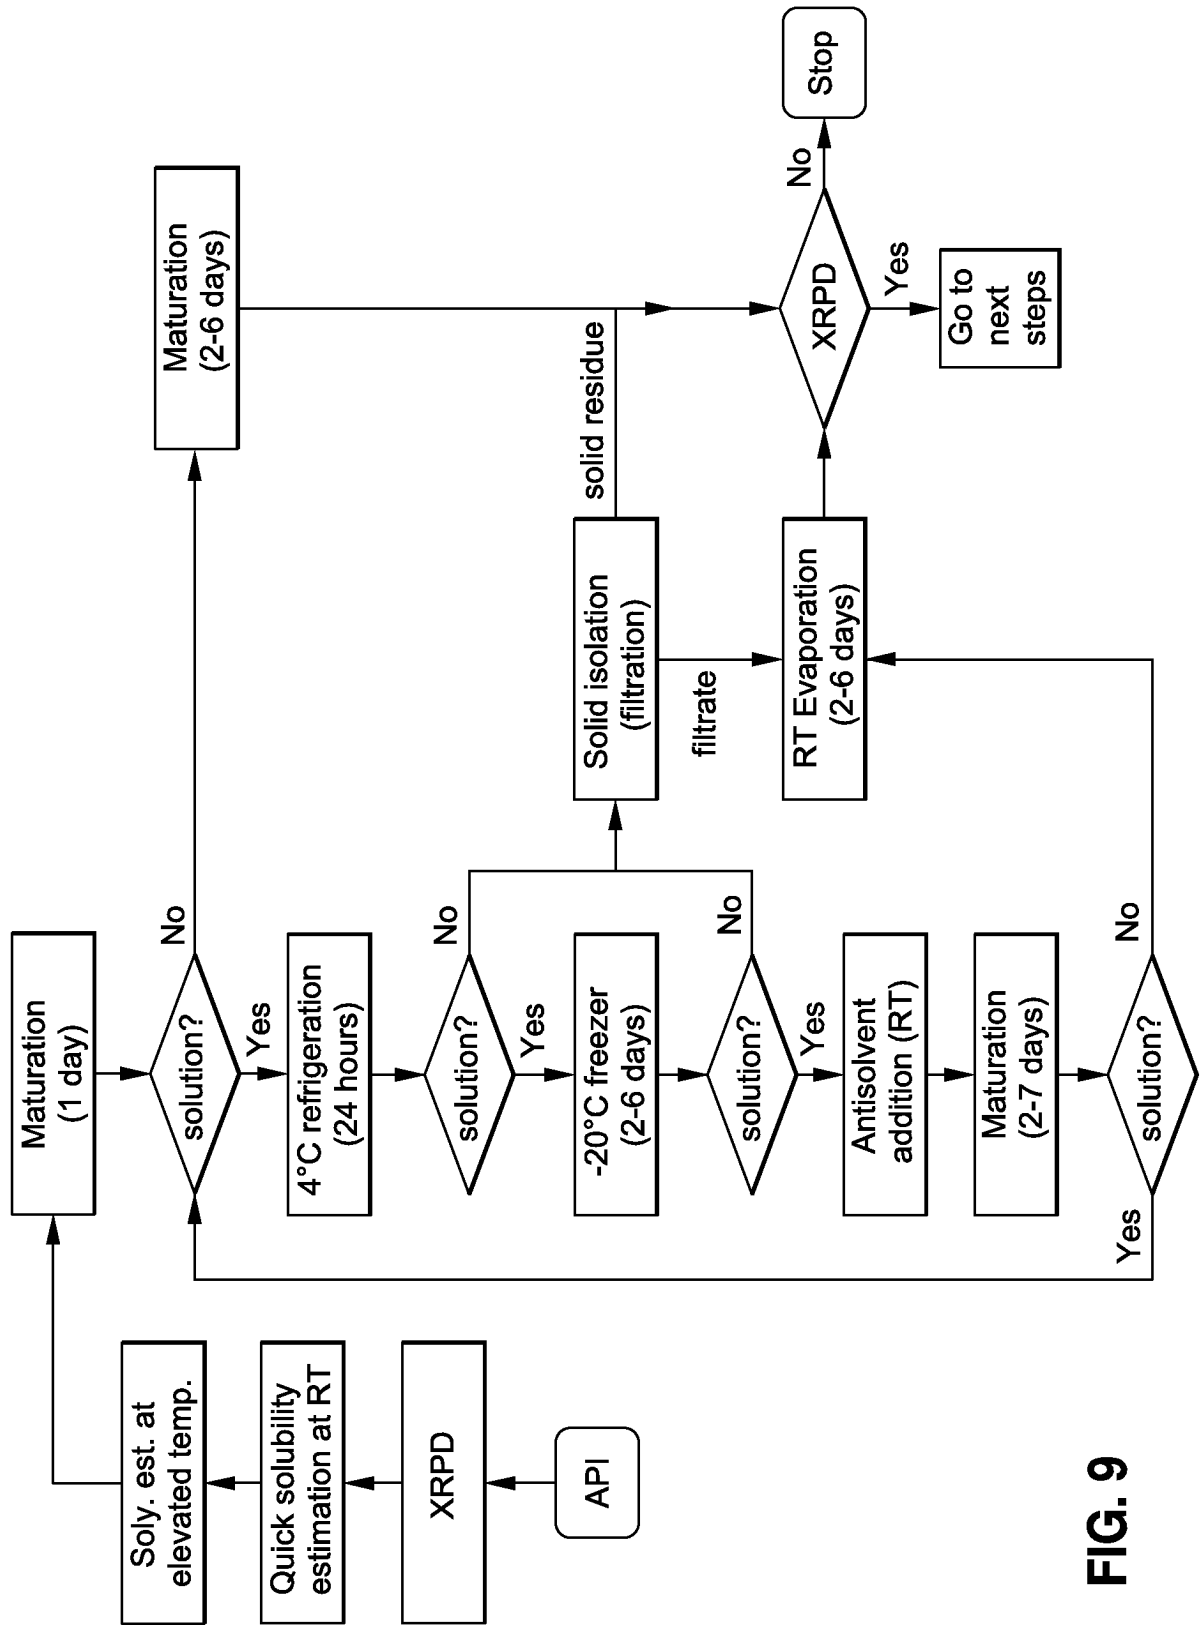 API
XRPD
Quick solubility
estimation at RT
Soly. est. at
elevated temp.
Maturation
(1 day)
solution?
No
Yes
4°C refrigeration
(24 hours)
solution?
No
Yes
-20°C freezer
(2-6 days)
solution?
No
Yes
Antisolvent
addition (RT)
Maturation
(2-7 days)
solution?
Yes
No
Maturation
(2-6 days)
Solid isolation
(filtration)
solid residue
filtrate
RT Evaporation
(2-6 days)
XRPD
No
Yes
Stop
Go to
next
steps
FIG. 9